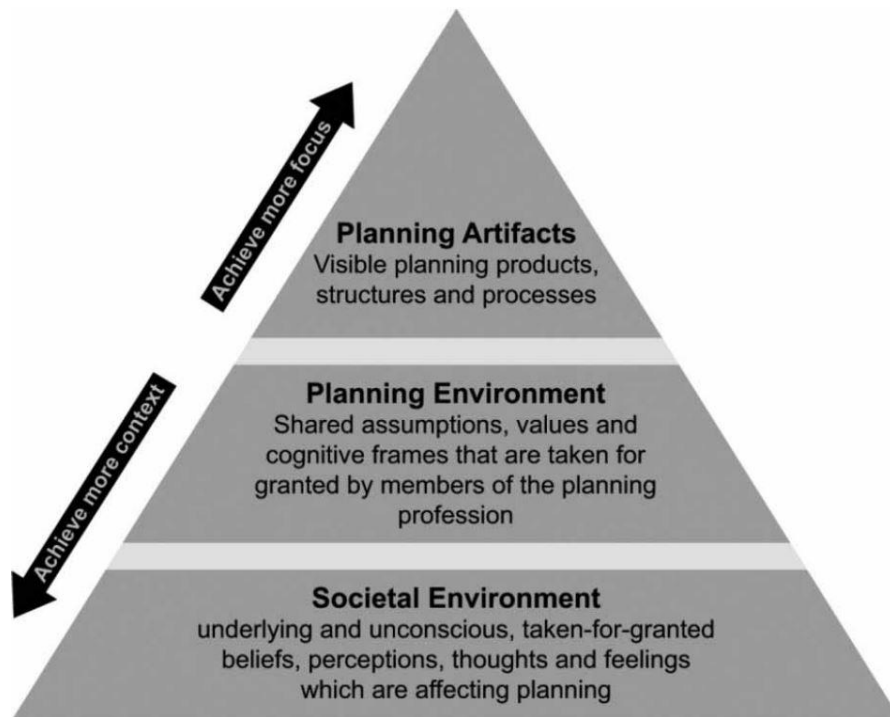 Achieve more focus
Planning Artifacts
Visible planning products,
structures and processes
Achieve more context
Planning Environment
Shared assumptions, values and
cognitive frames that are taken for
granted by members of the planning
profession
Societal Environment
underlying and unconscious, taken-for-granted
beliefs, perceptions, thoughts and feelings
which are affecting planning